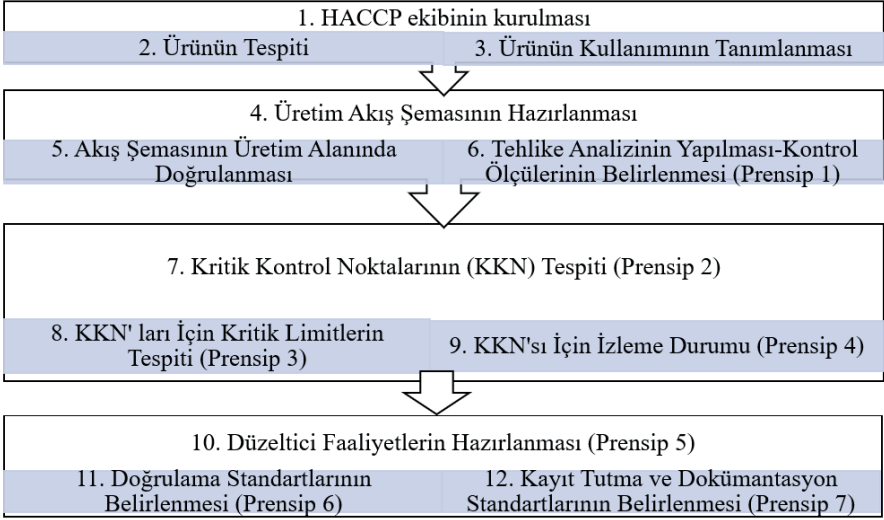 1. HACCP ekibinin kurulması
2. Ürünün Tespiti
3. Ürünün Kullanımının Tanımlanması
4. Üretim Akış Şemasının Hazırlanması
5. Akış Şemasının Üretim Alanında
Doğrulanması
6. Tehlike Analizinin Yapılması-Kontrol
Ölçülerinin Belirlenmesi (Prensip 1)
7. Kritik Kontrol Noktalarının (KKN) Tespiti (Prensip 2)
8. KKN' ları İçin Kritik Limitlerin
Tespiti (Prensip 3)
9. KKN'sı İçin İzleme Durumu (Prensip 4)
10. Düzeltici Faaliyetlerin Hazırlanması (Prensip 5)
11. Doğrulama Standartlarının
Belirlenmesi (Prensip 6)
12. Kayıt Tutma ve Dokümantasyon
Standartlarının Belirlenmesi (Prensip 7)